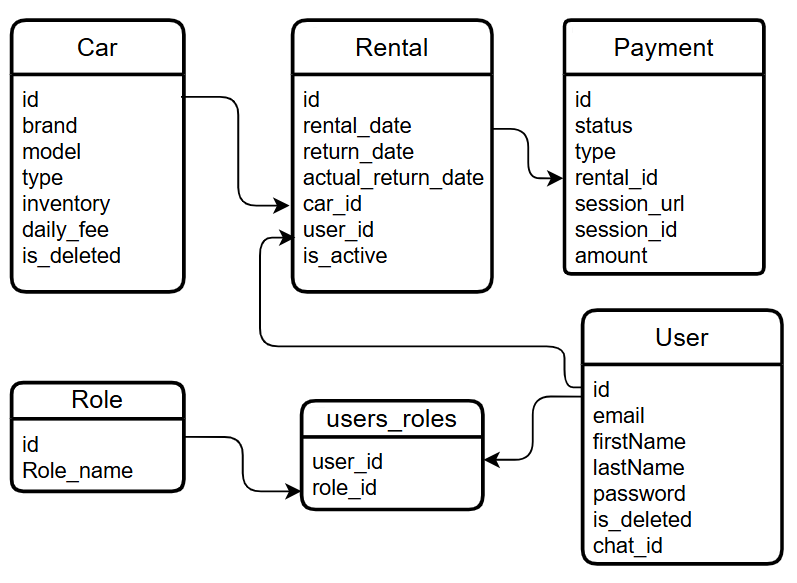 Car
id
brand
model
type
inventory
daily_fee
is_deleted
Rental
id
rental_date
return_date
actual_return_date
car_id
user_id
is_active
Payment
id
status
type
rental_id
session_url
session_id
amount
Role
id
Role_name
users_roles
user_id
role_id
User
id
email
firstName
lastName
password
is_deleted
chat_id